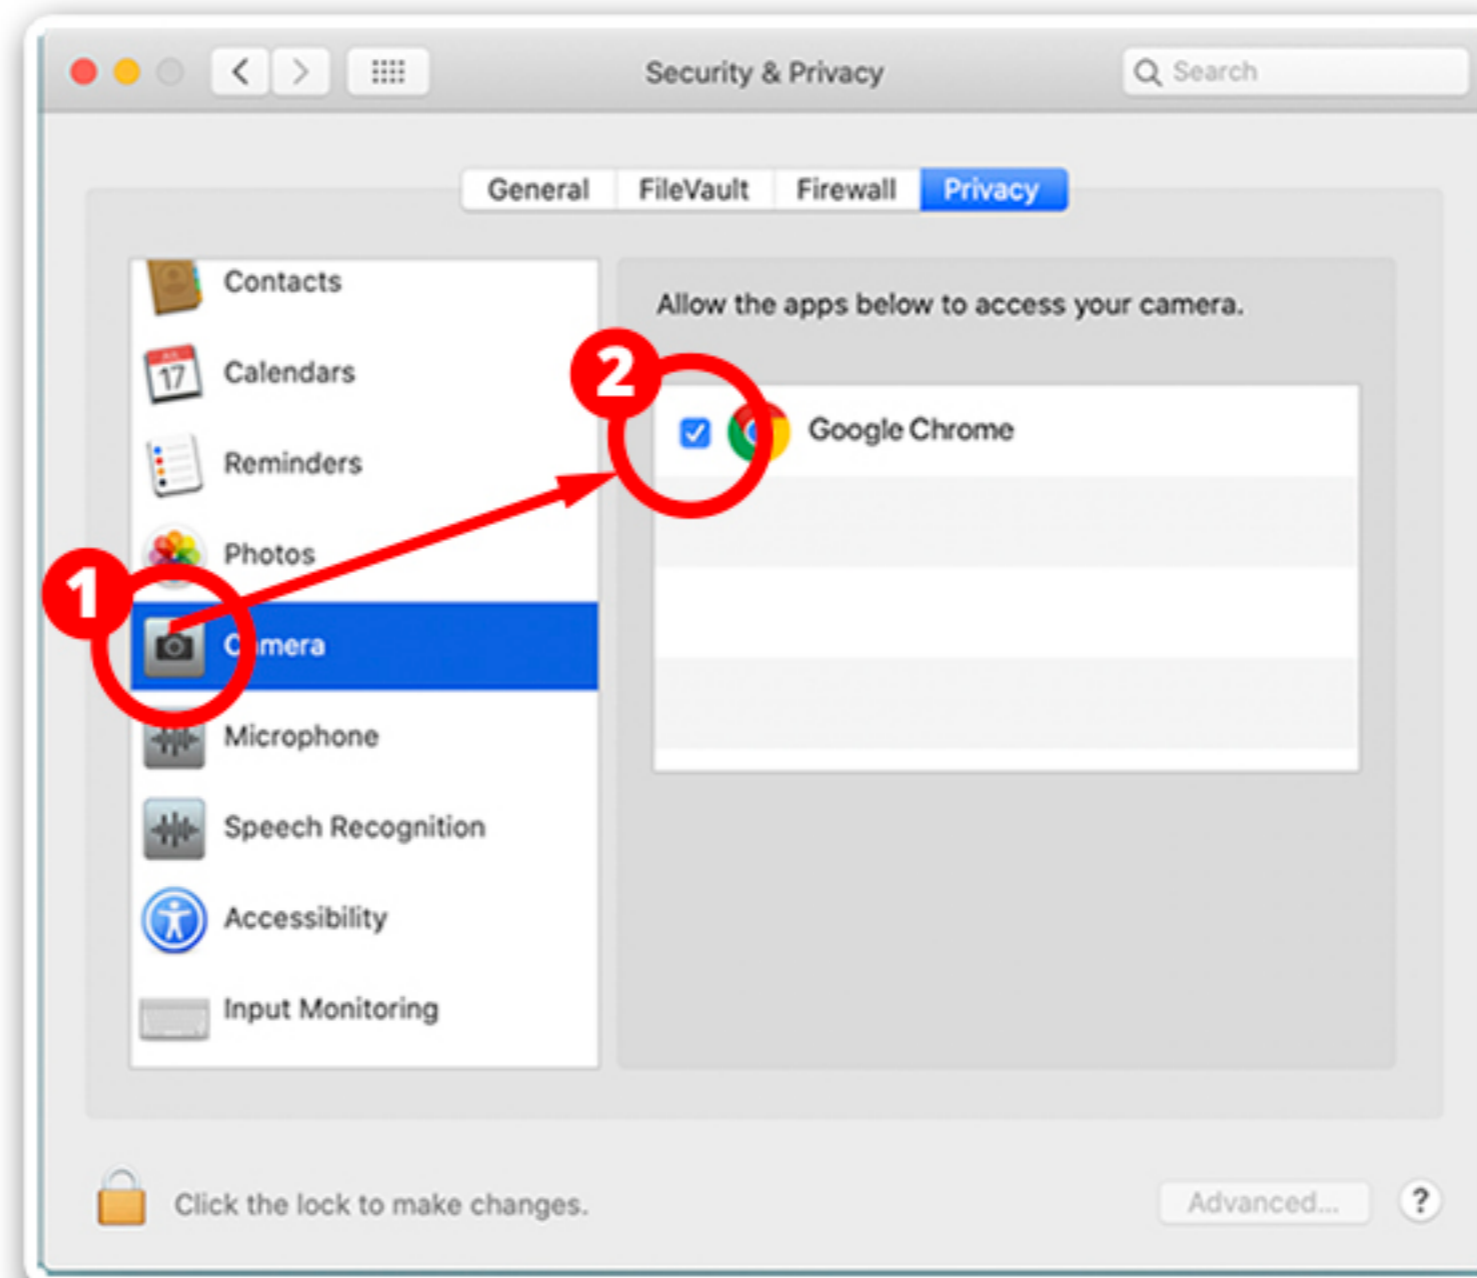 Security & Privacy
Search
General FileVault Firewall Privacy
Contacts
Calendars
Reminders
Photos
Camera
Microphone
Speech Recognition
Accessibility
Input Monitoring
Allow the apps below to access your camera.
Google Chrome
1
2
17
Click the lock to make changes.
Advanced...
?